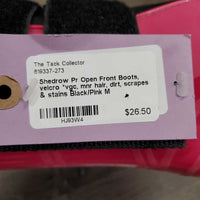 The Tack Collector
619337-273
Shedrow Pr Open Front Boots,
velcro *vgc, mnr hair, dirt, scrapes
& stains Black/Pink M
$26.50
HJ93W4